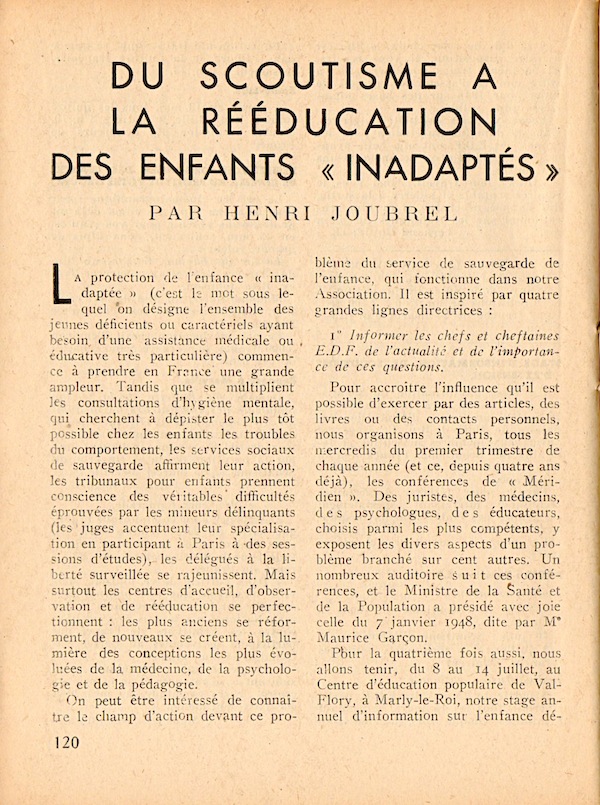 DU SCOUTISME A
LA RÉÉDUCATION
DES ENFANTS « INADAPTÉS »
PAR HENRI JOUBREL
LA protection de l'enfance « ina-
daptée » (c'est le mot sous le-
quel on désigne l'ensemble des
jeunes déficients ou caractériels ayant
besoin d'une assistance médicale ou
éducative très particulière) commen-
ce à prendre en France une grande
ampleur. Tandis que se multiplient
les consultations d'hygiène mentale,
qui cherchent à dépister le plus tôt
possible chez les enfants les troubles
du comportement, les services sociaux
de sauvegarde affirment leur action,
les tribunaux pour enfants prennent
conscience des véritables difficultés
éprouvées par les mineurs délinquants
(les juges accentuent leur spécialisa-
tion en participant à Paris à des ses-
sions d'études), les délégués à la li-
berté surveillée se rajeunissent. Mais
surtout les centres d'accueil, d'obser-
vation et de rééducation se perfec-
tionnent : les plus anciens se réfor-
ment, de nouveaux se créent, à la lu-
mière des conceptions les plus évo-
luées de la médecine, de la psycholo-
gie et de la pédagogie.
On peut être intéressé de connaî-
tre le champ d'action devant ce pro-
blème du service de sauvegarde de
l'enfance, qui fonctionne dans notre
Association. Il est inspiré par quatre
grandes lignes directrices :
1° Informer les chefs et cheftaines
E.D.F. de l'actualité et de l'importan-
ce de ces questions.
Pour accroître l'influence qu'il est
possible d'exercer par des articles, des
livres ou des contacts personnels,
nous organisons à Paris, tous les
mercredis du premier trimestre de
chaque année (et ce, depuis quatre ans
déjà), les conférences de « Méri-
dien ». Des juristes, des médecins,
des psychologues, des éducateurs,
choisis parmi les plus compétents, y
exposent les divers aspects d'un pro-
blème branché sur cent autres. Un
nombreux auditoire suit ces confé-
rences, et le Ministre de la Santé et
de la Population a présidé avec joie
celle du 7 janvier 1948, dite par Me
Maurice Garçon.
Pour la quatrième fois aussi, nous
allons tenir, du 8 au 14 juillet, au
Centre d'éducation populaire de Val-
Flory, à Marly-le-Roi, notre stage an-
nuel d'information sur l'enfance dé-
120